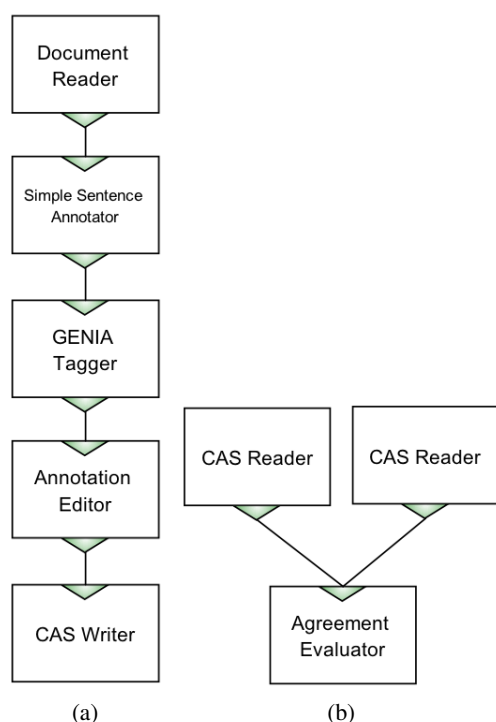 Document
Reader
Simple Sentence
Annotator
GENIA
Tagger
Annotation
Editor
CAS Writer
(a)
CAS Reader
CAS Reader
Agreement
Evaluator
(b)